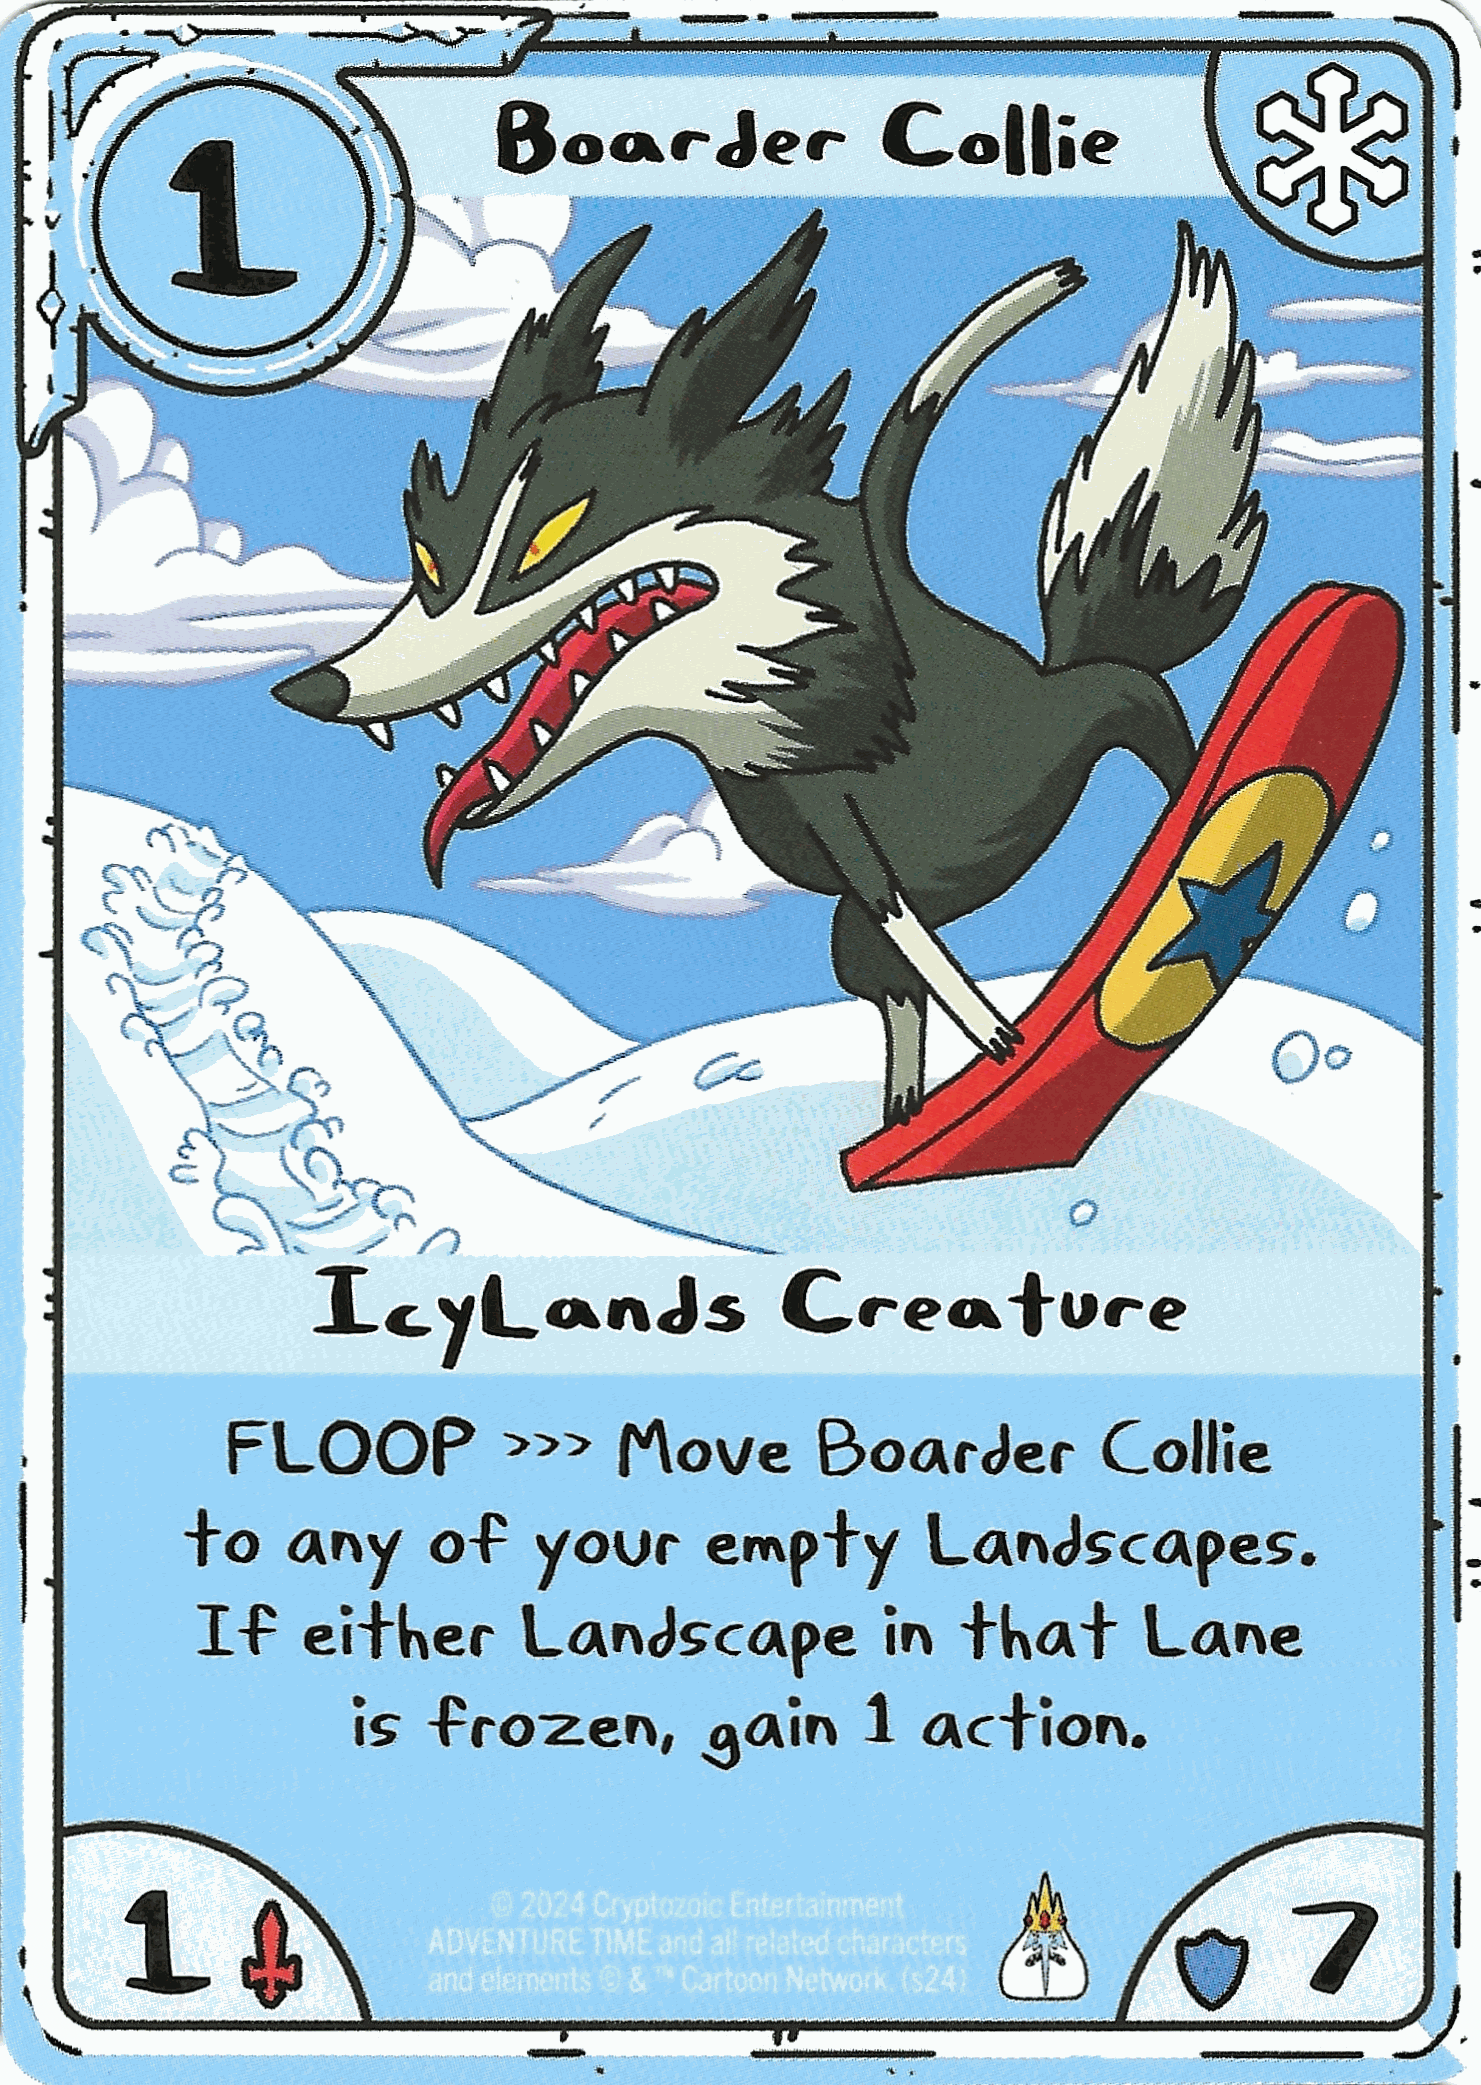 1
Boarder Collie
IcyLands Creature
FLOOP >>> Move Boarder Collie
to any of your empty Landscapes.
If either Landscape in that Lane
is frozen, gain 1 action.
1
© 2024 Cryptozoic Entertainment
ADVENTURE TIME and all related characters
and elements © & ™ Cartoon Network. (s24)
7